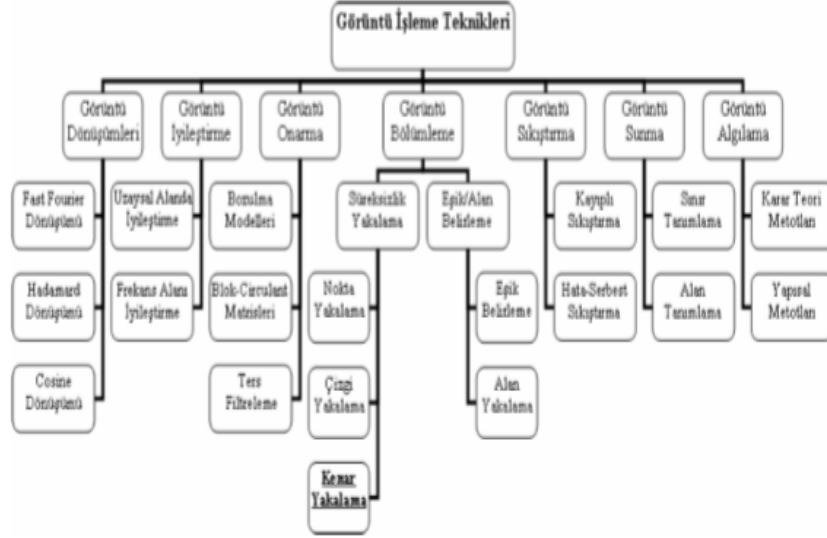 Görüntü İşleme Teknikleri
Görüntü
Dönüşümleri
Görüntü
İyileştirme
Görüntü
Onarma
Görüntü
Bölümleme
Görüntü
Sıkıştırma
Görüntü
Sunma
Görüntü
Algılama
Fast Fourier
Dönüşümü
Uzaysal Alanda
İyileştirme
Bozulma
Modelleri
Süreksizlik
Yakalama
Eşik/Alan
Belirleme
Kayıplı
Sıkıştırma
Sınır
Tanımlama
Karar Teori
Metotları
Hadamard
Dönüşümü
Frekans Alanı
İyileştirme
Blok-Circulant
Matrisleri
Nokta
Yakalama
Eşik
Belirleme
Hata-Serbest
Sıkıştırma
Alan
Tanımlama
Yapısal
Metotları
Cosine
Dönüşümü
Ters
Filtreleme
Çizgi
Yakalama
Alan
Yakalama
Kenar
Yakalama